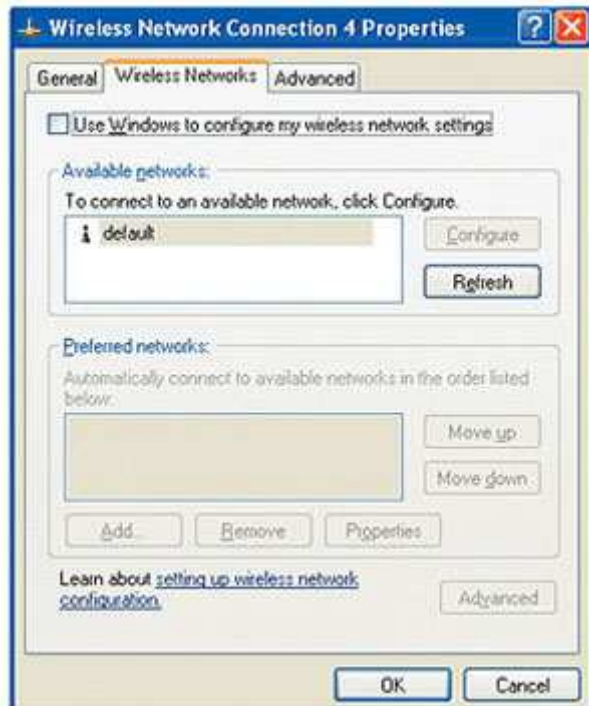 Wireless Network Connection 4 Properties
General
Wireless Networks
Advanced
Use Windows to configure my wireless network settings
Available networks:
To connect to an available network, click Configure.
default
Configure
Refresh
Preferred networks:
Automatically connect to available networks in the order listed
below:
Move up
Move down
Add...
Remove
Properties
Learn about setting up wireless network
configuration.
Advanced
OK
Cancel